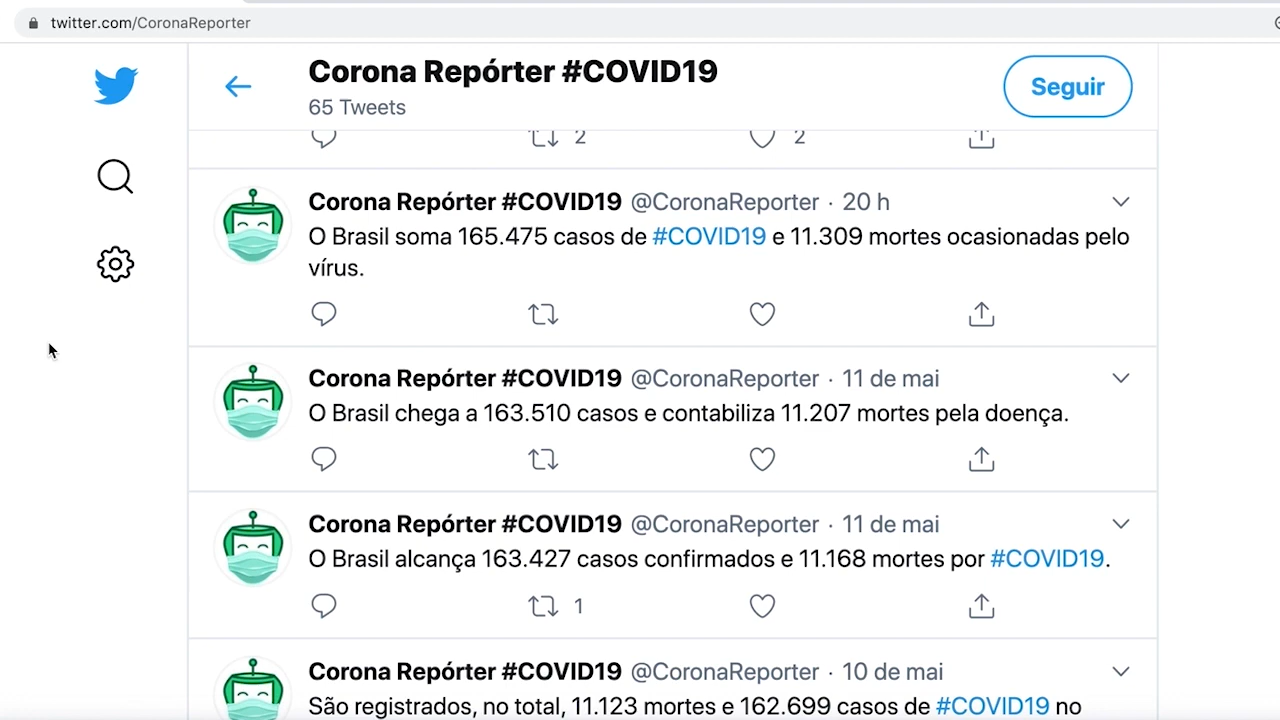 twitter.com/CoronaReporter
Corona Repórter #COVID19
65 Tweets
Seguir
2 2
Corona Repórter #COVID19 @CoronaReporter · 20 h
O Brasil soma 165.475 casos de #COVID19 e 11.309 mortes ocasionadas pelo
vírus.
Corona Repórter #COVID19 @CoronaReporter · 11 de mai
O Brasil chega a 163.510 casos e contabiliza 11.207 mortes pela doença.
Corona Repórter #COVID19 @CoronaReporter · 11 de mai
O Brasil alcança 163.427 casos confirmados e 11.168 mortes por #COVID19.
1
Corona Repórter #COVID19 @CoronaReporter · 10 de mai
São registrados, no total, 11.123 mortes e 162.699 casos de #COVID19 no